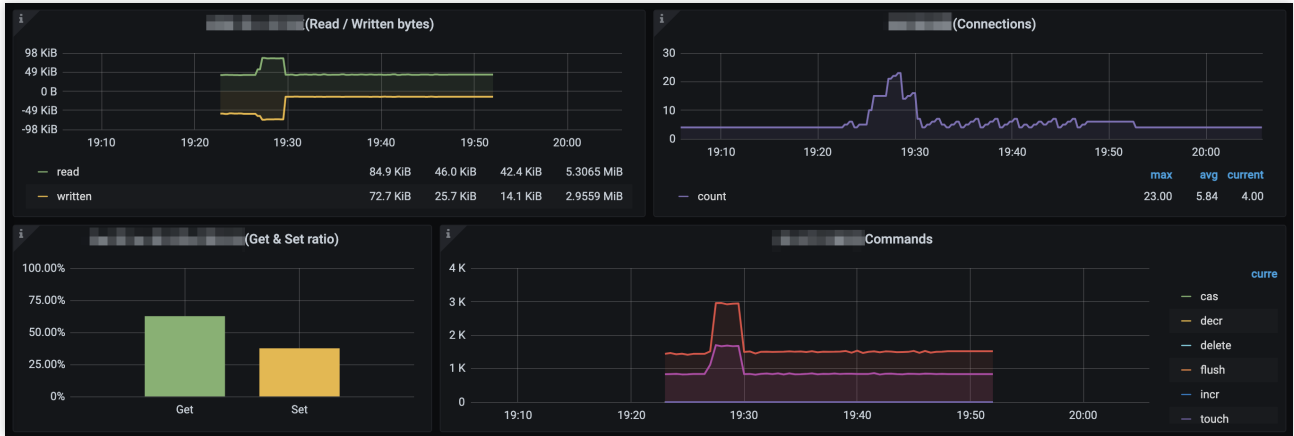 (Read / Written bytes)
98 KiB
49 KiB
0 B
-49 KiB
-98 KiB
19:10 19:20 19:30 19:40 19:50 20:00
read 84.9 KiB 46.0 KiB 42.4 KiB 5.3065 MiB
written 72.7 KiB 25.7 KiB 14.1 KiB 2.9559 MiB
(Connections)
30
20
10
0
19:10 19:20 19:30 19:40 19:50 20:00
max avg current
count 23.00 5.84 4.00
(Get & Set ratio)
100.00%
75.00%
50.00%
25.00%
0%
Get Set
Commands
4 K
3 K
2 K
1 K
0
19:10 19:20 19:30 19:40 19:50 20:00
curre
cas
decr
delete
flush
incr
touch